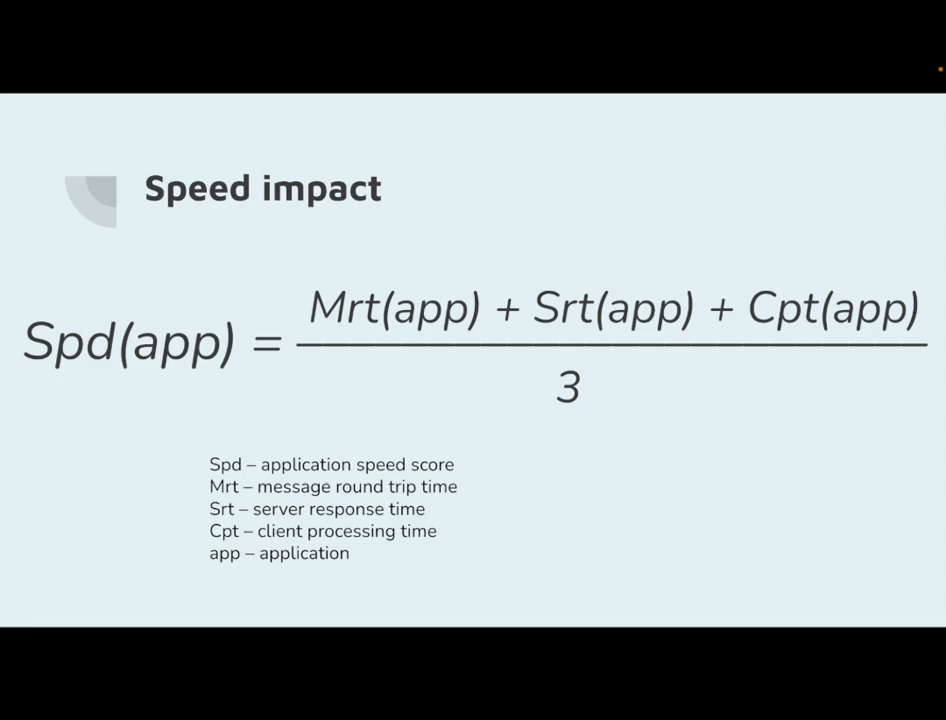 Speed impact
Spd(app) = Mrt(app) + Srt(app) + Cpt(app)
3
Spd – application speed score
Mrt – message round trip time
Srt – server response time
Cpt – client processing time
app – application